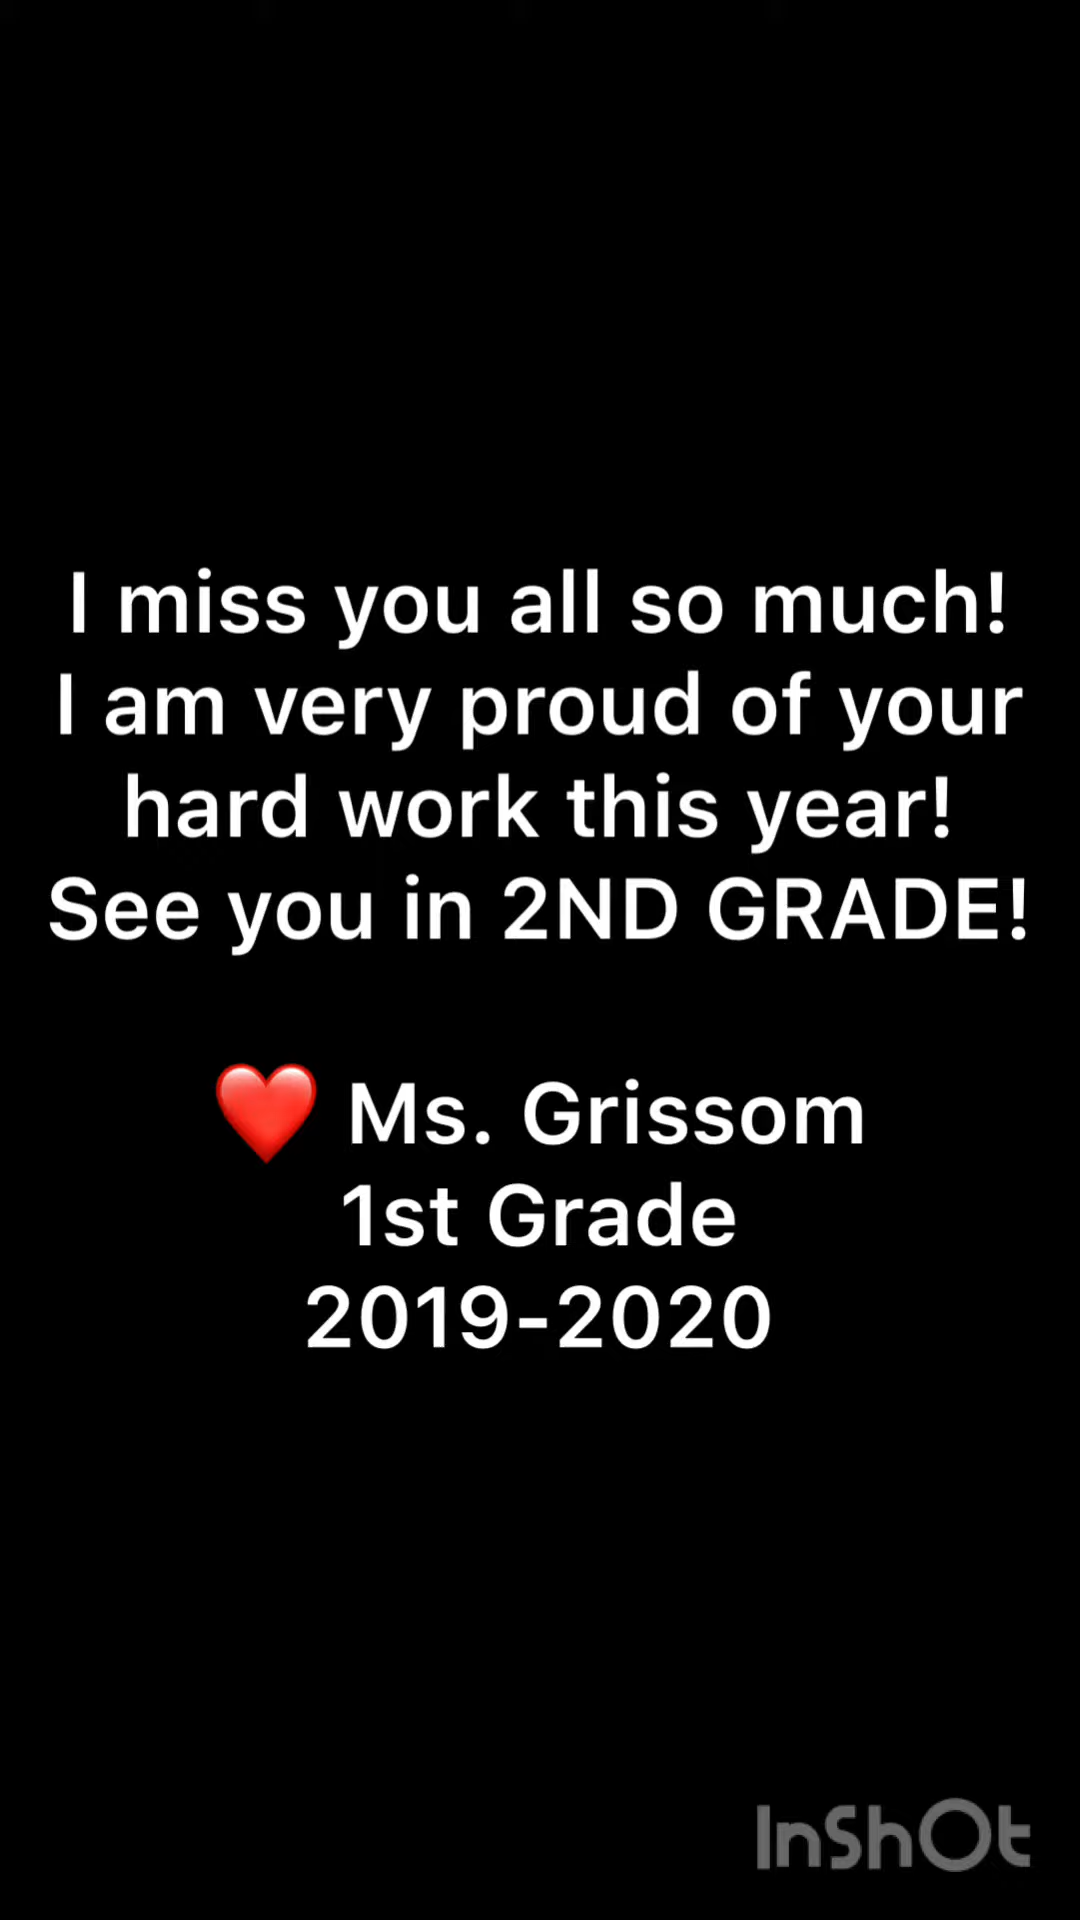 I miss you all so much!
I am very proud of your
hard work this year!
See you in 2ND GRADE!
❤️ Ms. Grissom
1st Grade
2019-2020
InShOt